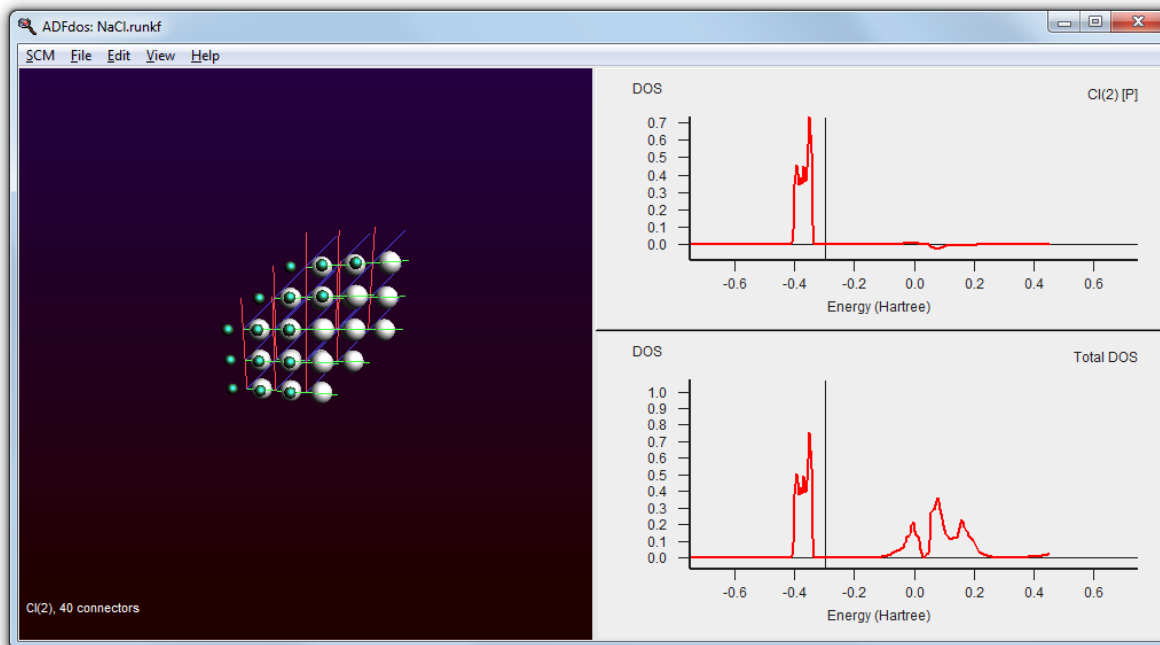 ADFdos: NaCl.runkf
SCM File Edit View Help
Cl(2), 40 connectors
DOS
Cl(2) [P]
0.7
0.6
0.5
0.4
0.3
0.2
0.1
0.0
-0.6 -0.4 -0.2 0.0 0.2 0.4 0.6
Energy (Hartree)
DOS
Total DOS
1.0
0.9
0.8
0.7
0.6
0.5
0.4
0.3
0.2
0.1
0.0
-0.6 -0.4 -0.2 0.0 0.2 0.4 0.6
Energy (Hartree)